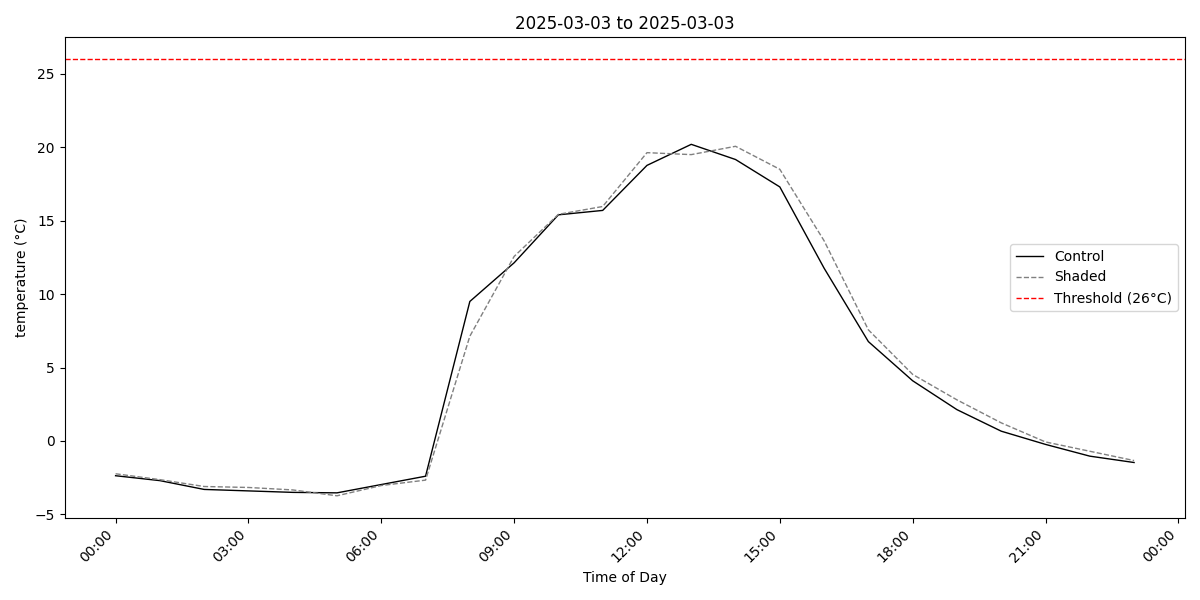 2025-03-03 to 2025-03-03
temperature (°C)
25
20
15
10
5
0
−5
Control
Shaded
Threshold (26°C)
00:00
03:00
06:00
09:00
12:00
15:00
18:00
21:00
00:00
Time of Day